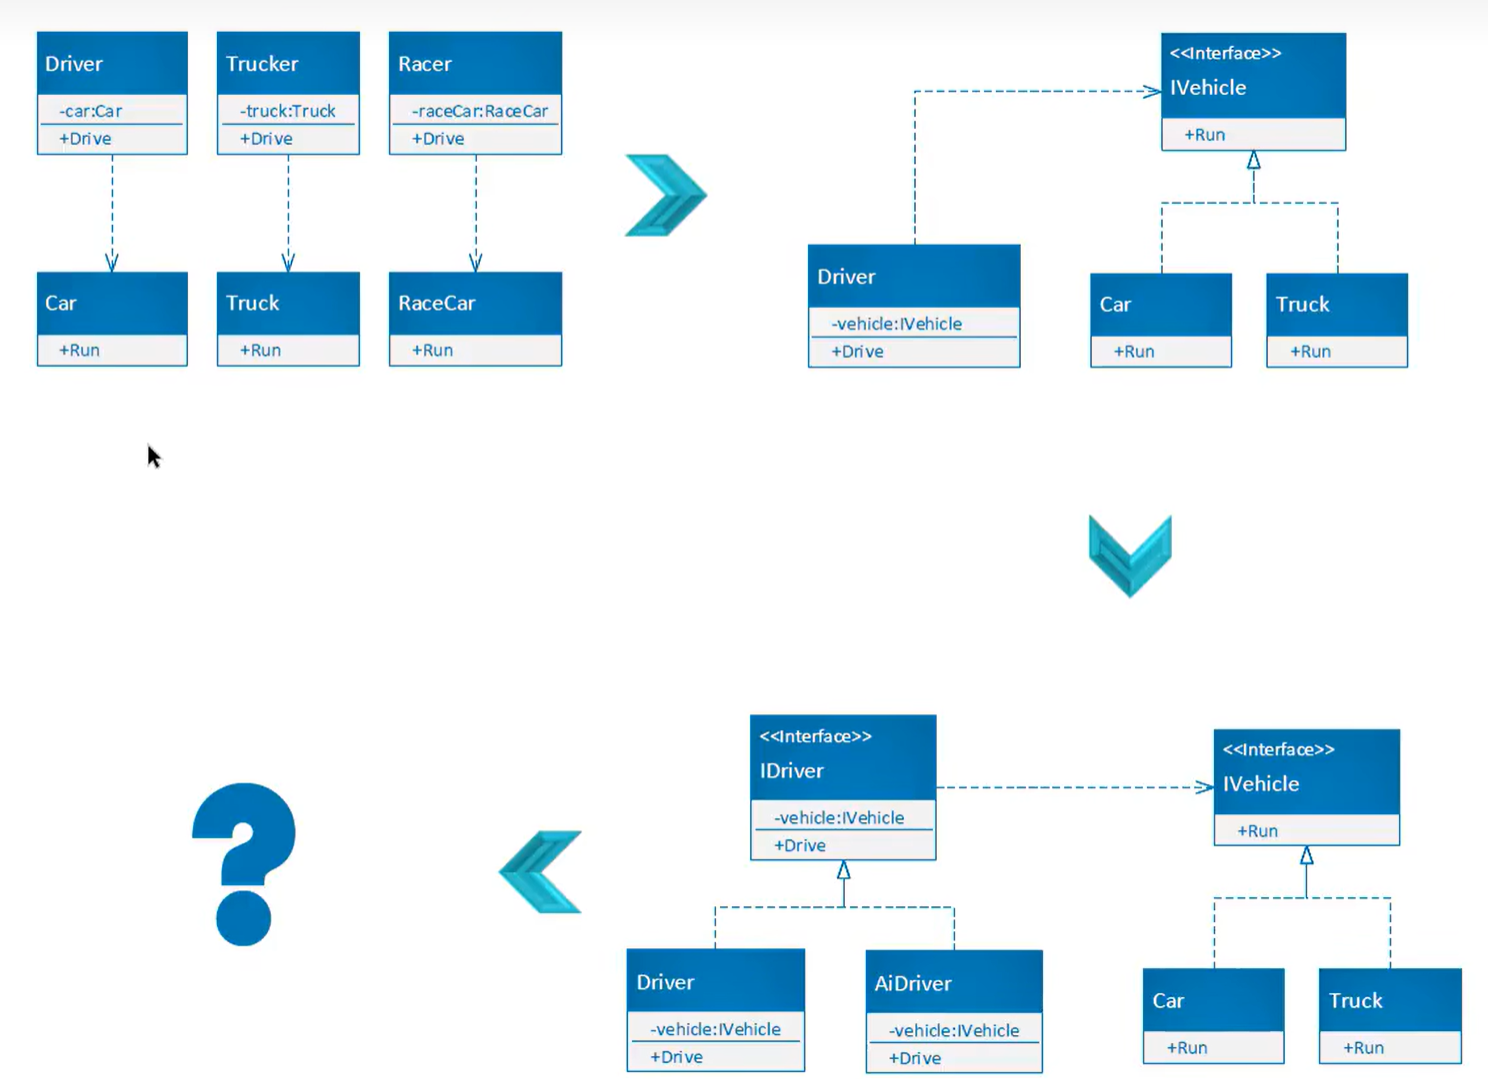 Driver
-car:Car
+Drive
Trucker
-truck:Truck
+Drive
Racer
-raceCar:RaceCar
+Drive
Car
+Run
Truck
+Run
RaceCar
+Run
<<Interface>>
IVehicle
+Run
Driver
-vehicle:IVehicle
+Drive
Car
+Run
Truck
+Run
<<Interface>>
IDriver
-vehicle:IVehicle
+Drive
<<Interface>>
IVehicle
+Run
Driver
-vehicle:IVehicle
+Drive
AiDriver
-vehicle:IVehicle
+Drive
Car
+Run
Truck
+Run
?